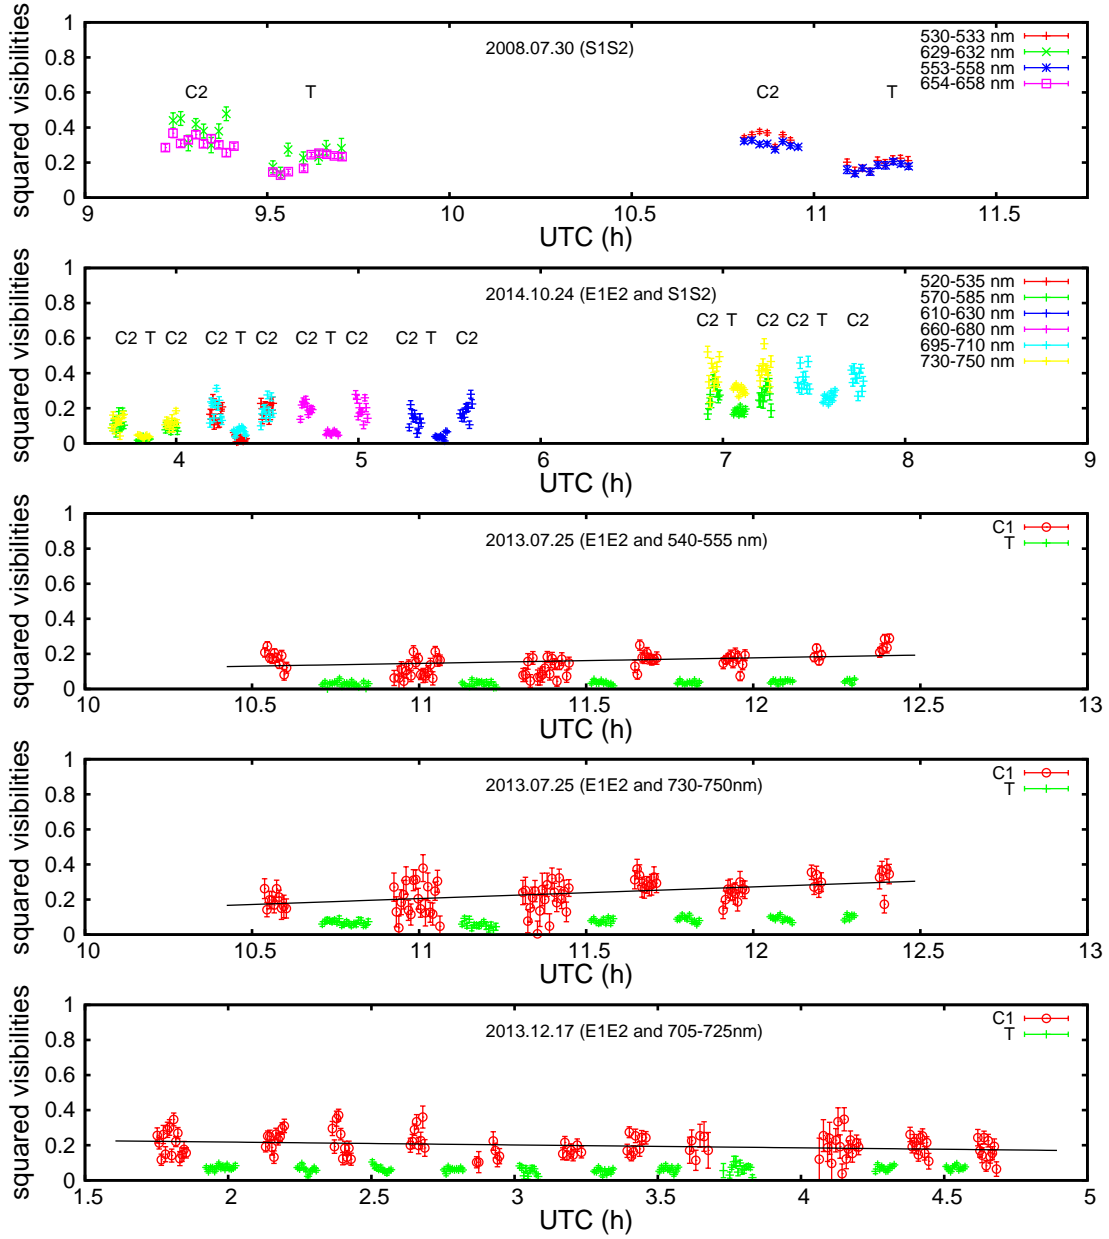 squared visibilities
1
0.8
0.6
0.4
0.2
0
2008.07.30 (S1S2)
530-533 nm
629-632 nm
553-558 nm
654-658 nm
C2 T C2 T
9 9.5 10 10.5 11 11.5
UTC (h)
squared visibilities
1
0.8
0.6
0.4
0.2
0
2014.10.24 (E1E2 and S1S2)
520-535 nm
570-585 nm
610-630 nm
660-680 nm
695-710 nm
730-750 nm
C2 T C2 C2 T C2 C2 T C2 C2 T C2 C2 T C2 C2 T C2
4 5 6 7 8 9
UTC (h)
squared visibilities
1
0.8
0.6
0.4
0.2
0
2013.07.25 (E1E2 and 540-555 nm)
C1
T
10 10.5 11 11.5 12 12.5 13
UTC (h)
squared visibilities
1
0.8
0.6
0.4
0.2
0
2013.07.25 (E1E2 and 730-750nm)
C1
T
10 10.5 11 11.5 12 12.5 13
UTC (h)
squared visibilities
1
0.8
0.6
0.4
0.2
0
2013.12.17 (E1E2 and 705-725nm)
C1
T
1.5 2 2.5 3 3.5 4 4.5 5
UTC (h)